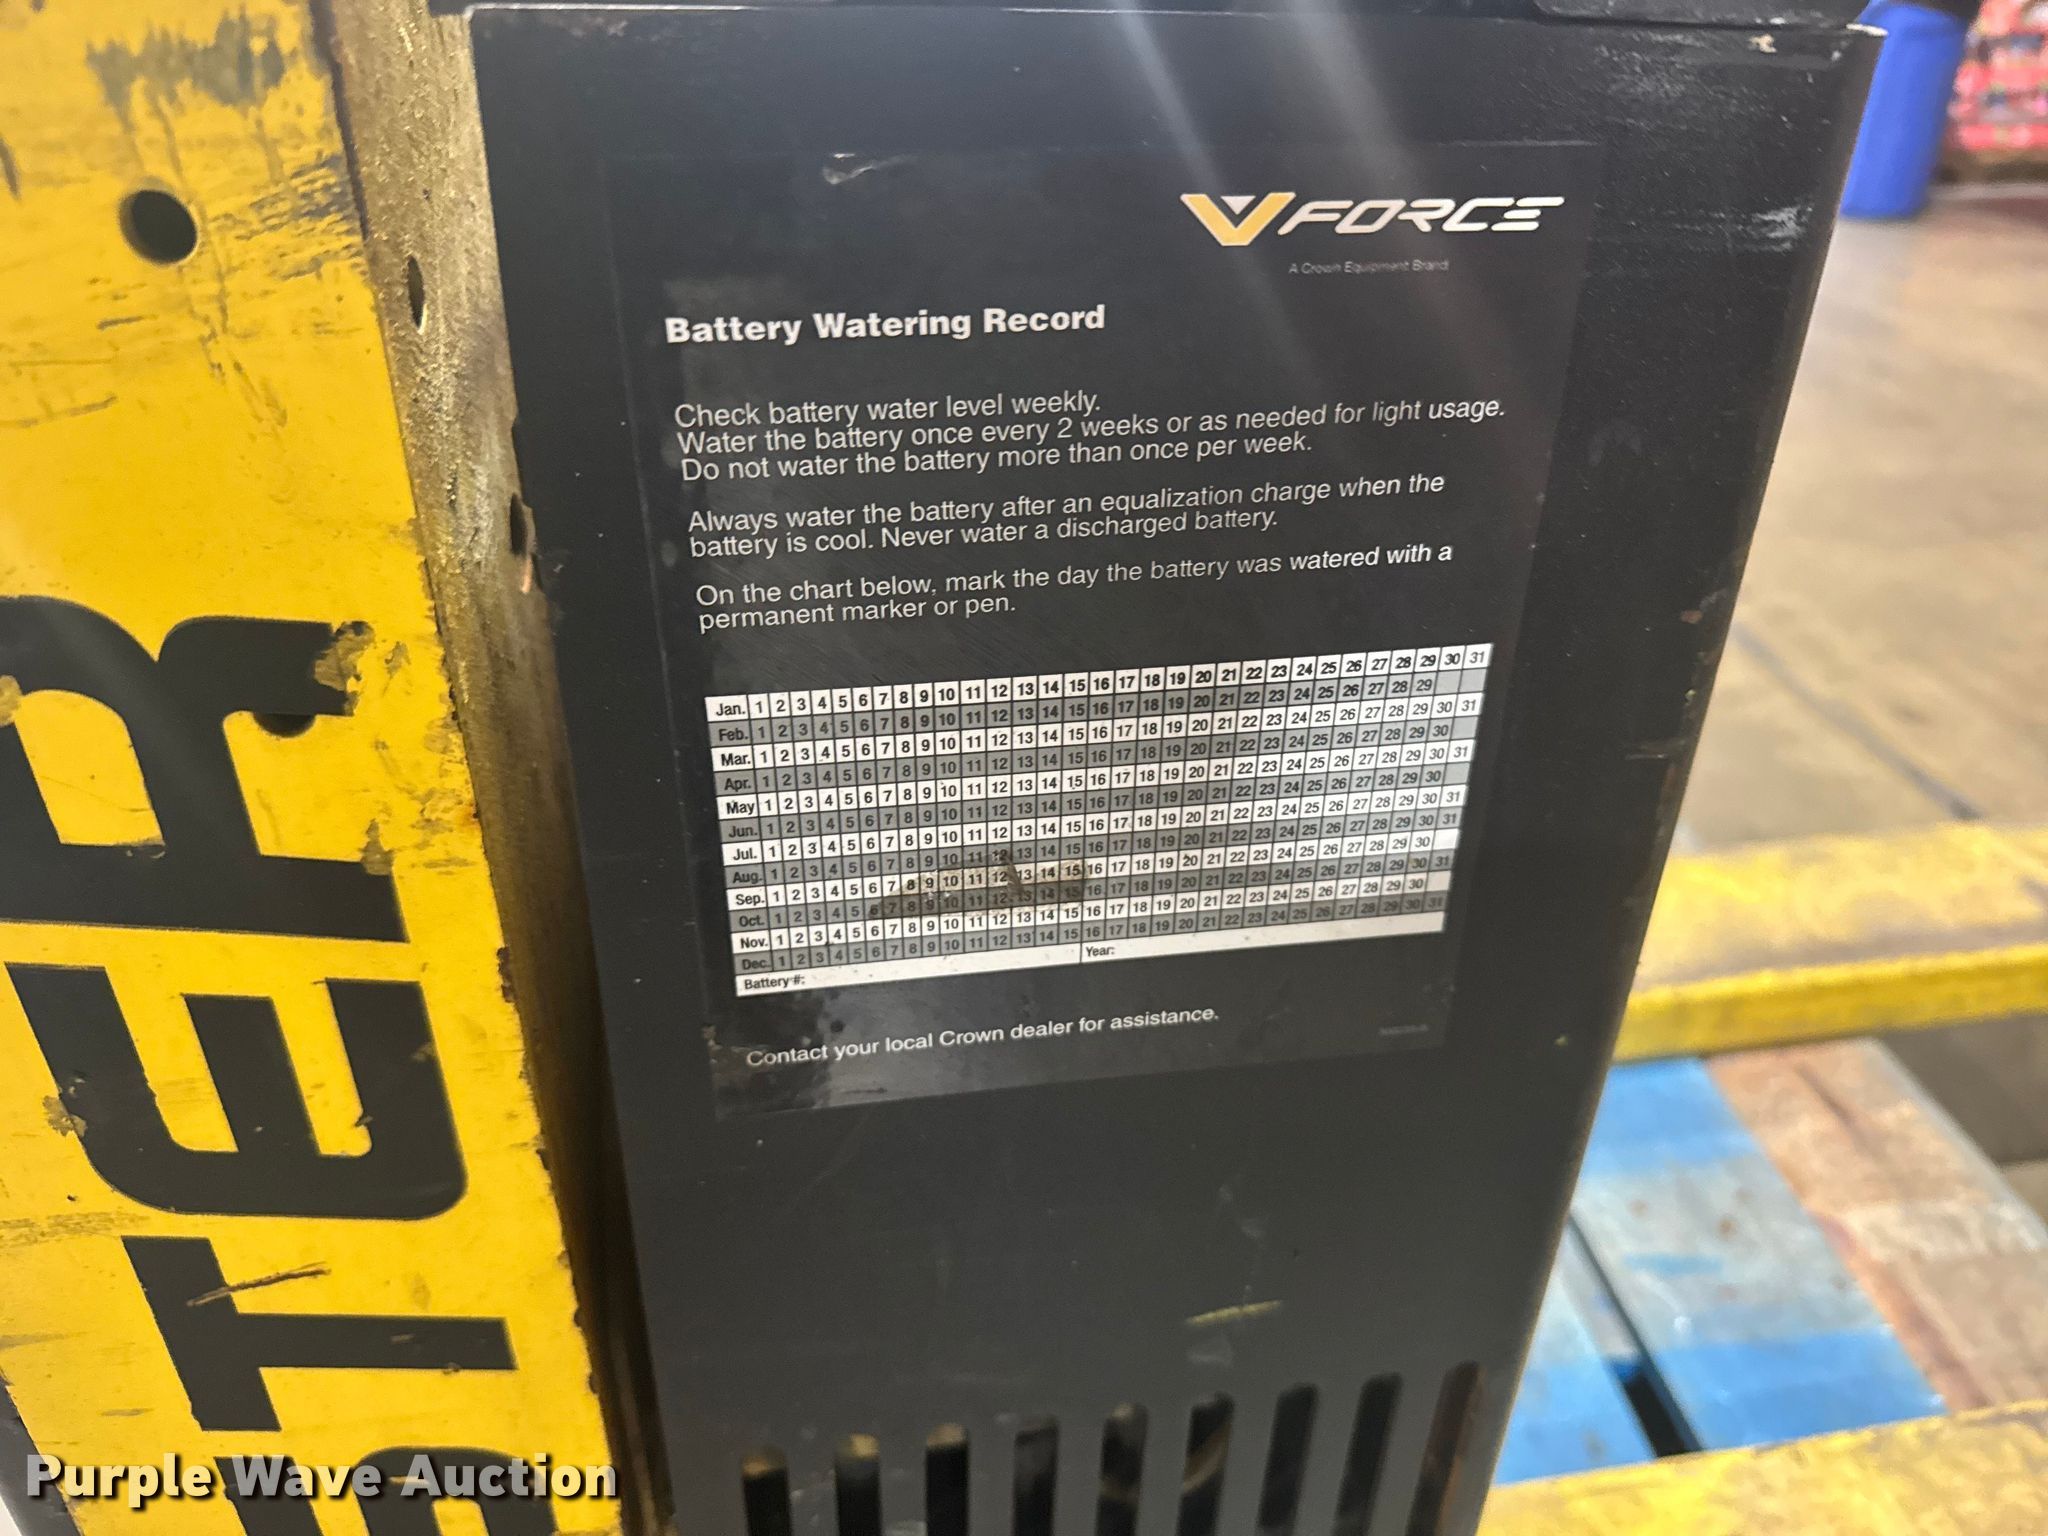 V FORCE
A Crown Equipment Brand
Battery Watering Record
Check battery water level weekly.
Water the battery once every 2 weeks or as needed for light usage.
Do not water the battery more than once per week.
Always water the battery after an equalization charge when the
battery is cool. Never water a discharged battery.
On the chart below, mark the day the battery was watered with a
permanent marker or pen.
Jan. 1 2 3 4 5 6 7 8 9 10 11 12 13 14 15 16 17 18 19 20 21 22 23 24 25 26 27 28 29 30 31
Feb. 1 2 3 4 5 6 7 8 9 10 11 12 13 14 15 16 17 18 19 20 21 22 23 24 25 26 27 28 29
Mar. 1 2 3 4 5 6 7 8 9 10 11 12 13 14 15 16 17 18 19 20 21 22 23 24 25 26 27 28 29 30 31
Apr. 1 2 3 4 5 6 7 8 9 10 11 12 13 14 15 16 17 18 19 20 21 22 23 24 25 26 27 28 29 30
May 1 2 3 4 5 6 7 8 9 10 11 12 13 14 15 16 17 18 19 20 21 22 23 24 25 26 27 28 29 30 31
Jun. 1 2 3 4 5 6 7 8 9 10 11 12 13 14 15 16 17 18 19 20 21 22 23 24 25 26 27 28 29 30
Jul. 1 2 3 4 5 6 7 8 9 10 11 12 13 14 15 16 17 18 19 20 21 22 23 24 25 26 27 28 29 30 31
Aug. 1 2 3 4 5 6 7 8 9 10 11 12 13 14 15 16 17 18 19 20 21 22 23 24 25 26 27 28 29 30 31
Sep. 1 2 3 4 5 6 7 8 9 10 11 12 13 14 15 16 17 18 19 20 21 22 23 24 25 26 27 28 29 30
Oct. 1 2 3 4 5 6 7 8 9 10 11 12 13 14 15 16 17 18 19 20 21 22 23 24 25 26 27 28 29 30 31
Nov. 1 2 3 4 5 6 7 8 9 10 11 12 13 14 15 16 17 18 19 20 21 22 23 24 25 26 27 28 29 30
Dec. 1 2 3 4 5 6 7 8 9 10 11 12 13 14 15 16 17 18 19 20 21 22 23 24 25 26 27 28 29 30 31
Battery #: Year:
Contact your local Crown dealer for assistance.
STER
Purple Wave Auction